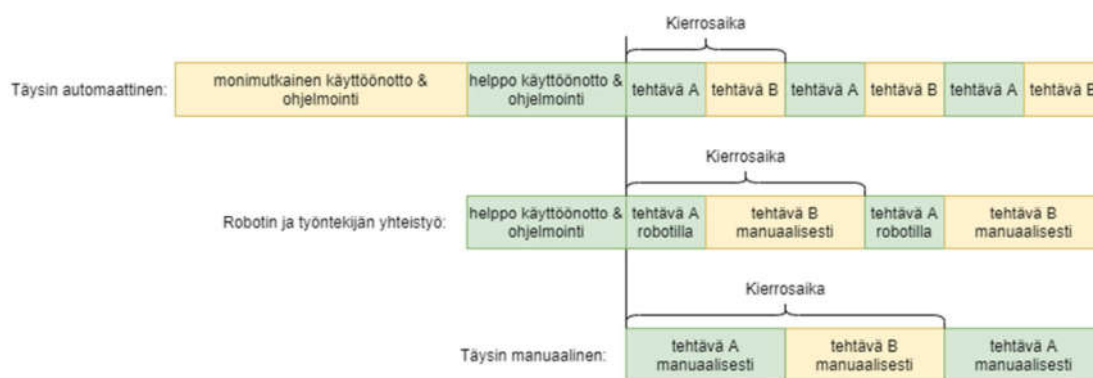 Kierrosaika
Täysin automaattinen:
monimutkainen käyttöönotto &
ohjelmointi
helppo käyttöönotto &
ohjelmointi
tehtävä A
tehtävä B
tehtävä A
tehtävä B
tehtävä A
tehtävä B
Kierrosaika
Robotin ja työntekijän yhteistyö:
helppo käyttöönotto &
ohjelmointi
tehtävä A
robotilla
tehtävä B
manuaalisesti
tehtävä A
robotilla
tehtävä B
manuaalisesti
Kierrosaika
Täysin manuaalinen:
tehtävä A
manuaalisesti
tehtävä B
manuaalisesti
tehtävä A
manuaalisesti